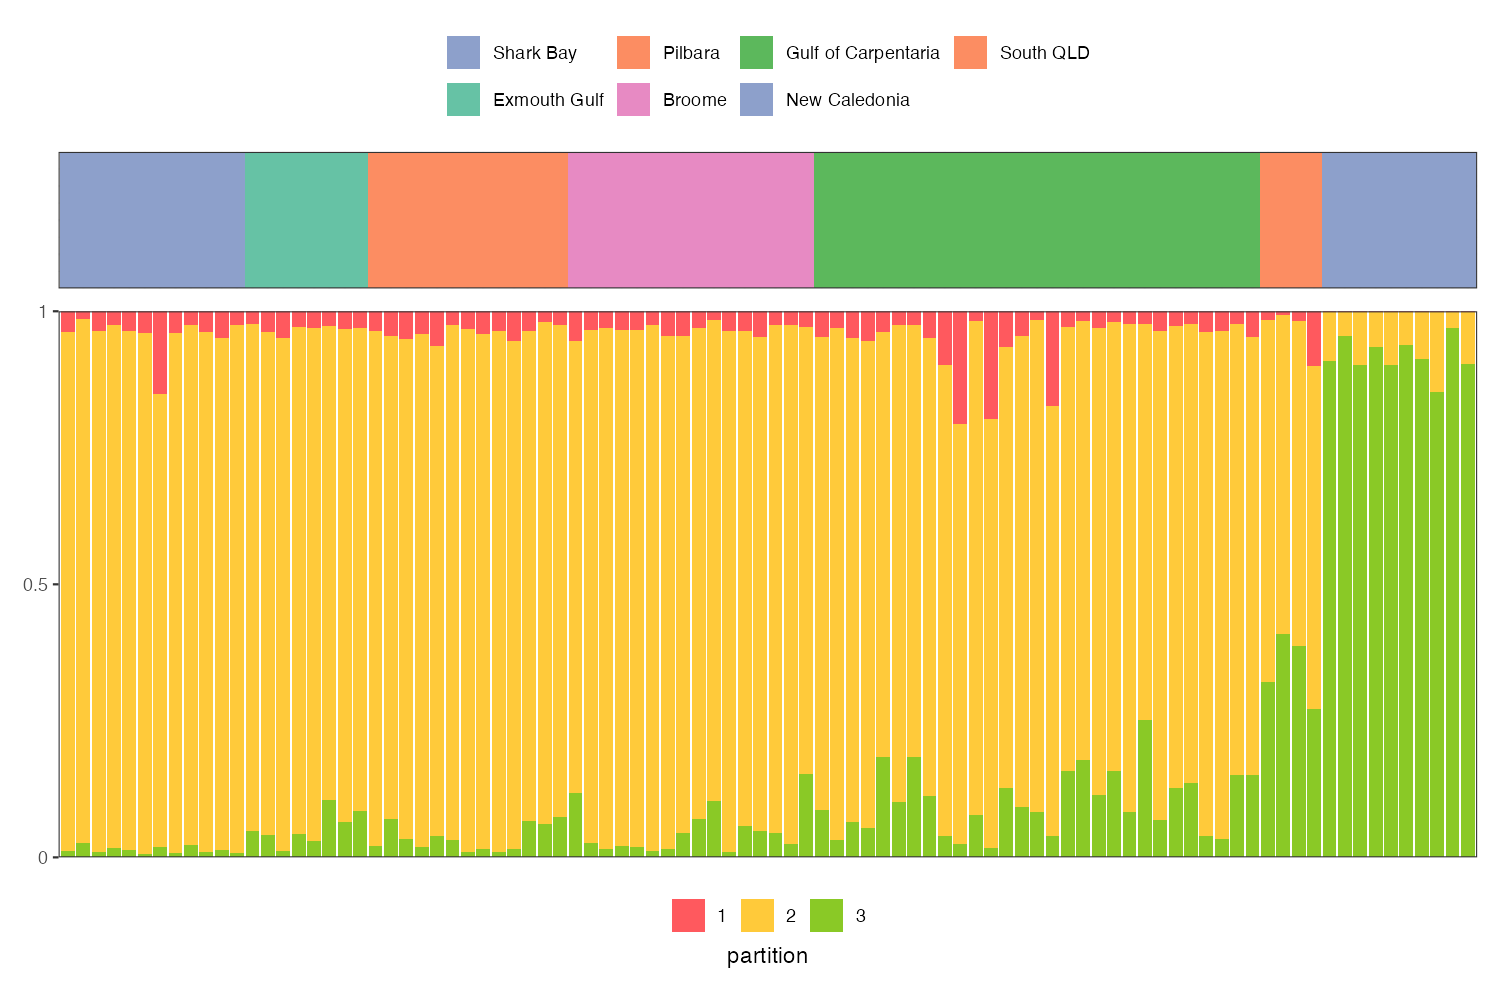 Shark Bay Pilbara Gulf of Carpentaria South QLD
Exmouth Gulf Broome New Caledonia
1
0.5
0
1 2 3
partition